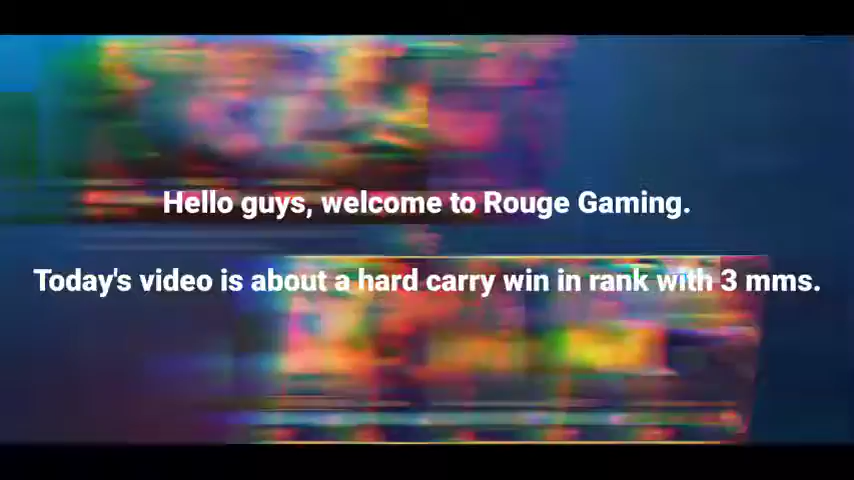 Hello guys, welcome to Rouge Gaming.
Today's video is about a hard carry win in rank with 3 mms.